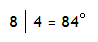 8 | 4 = 84°